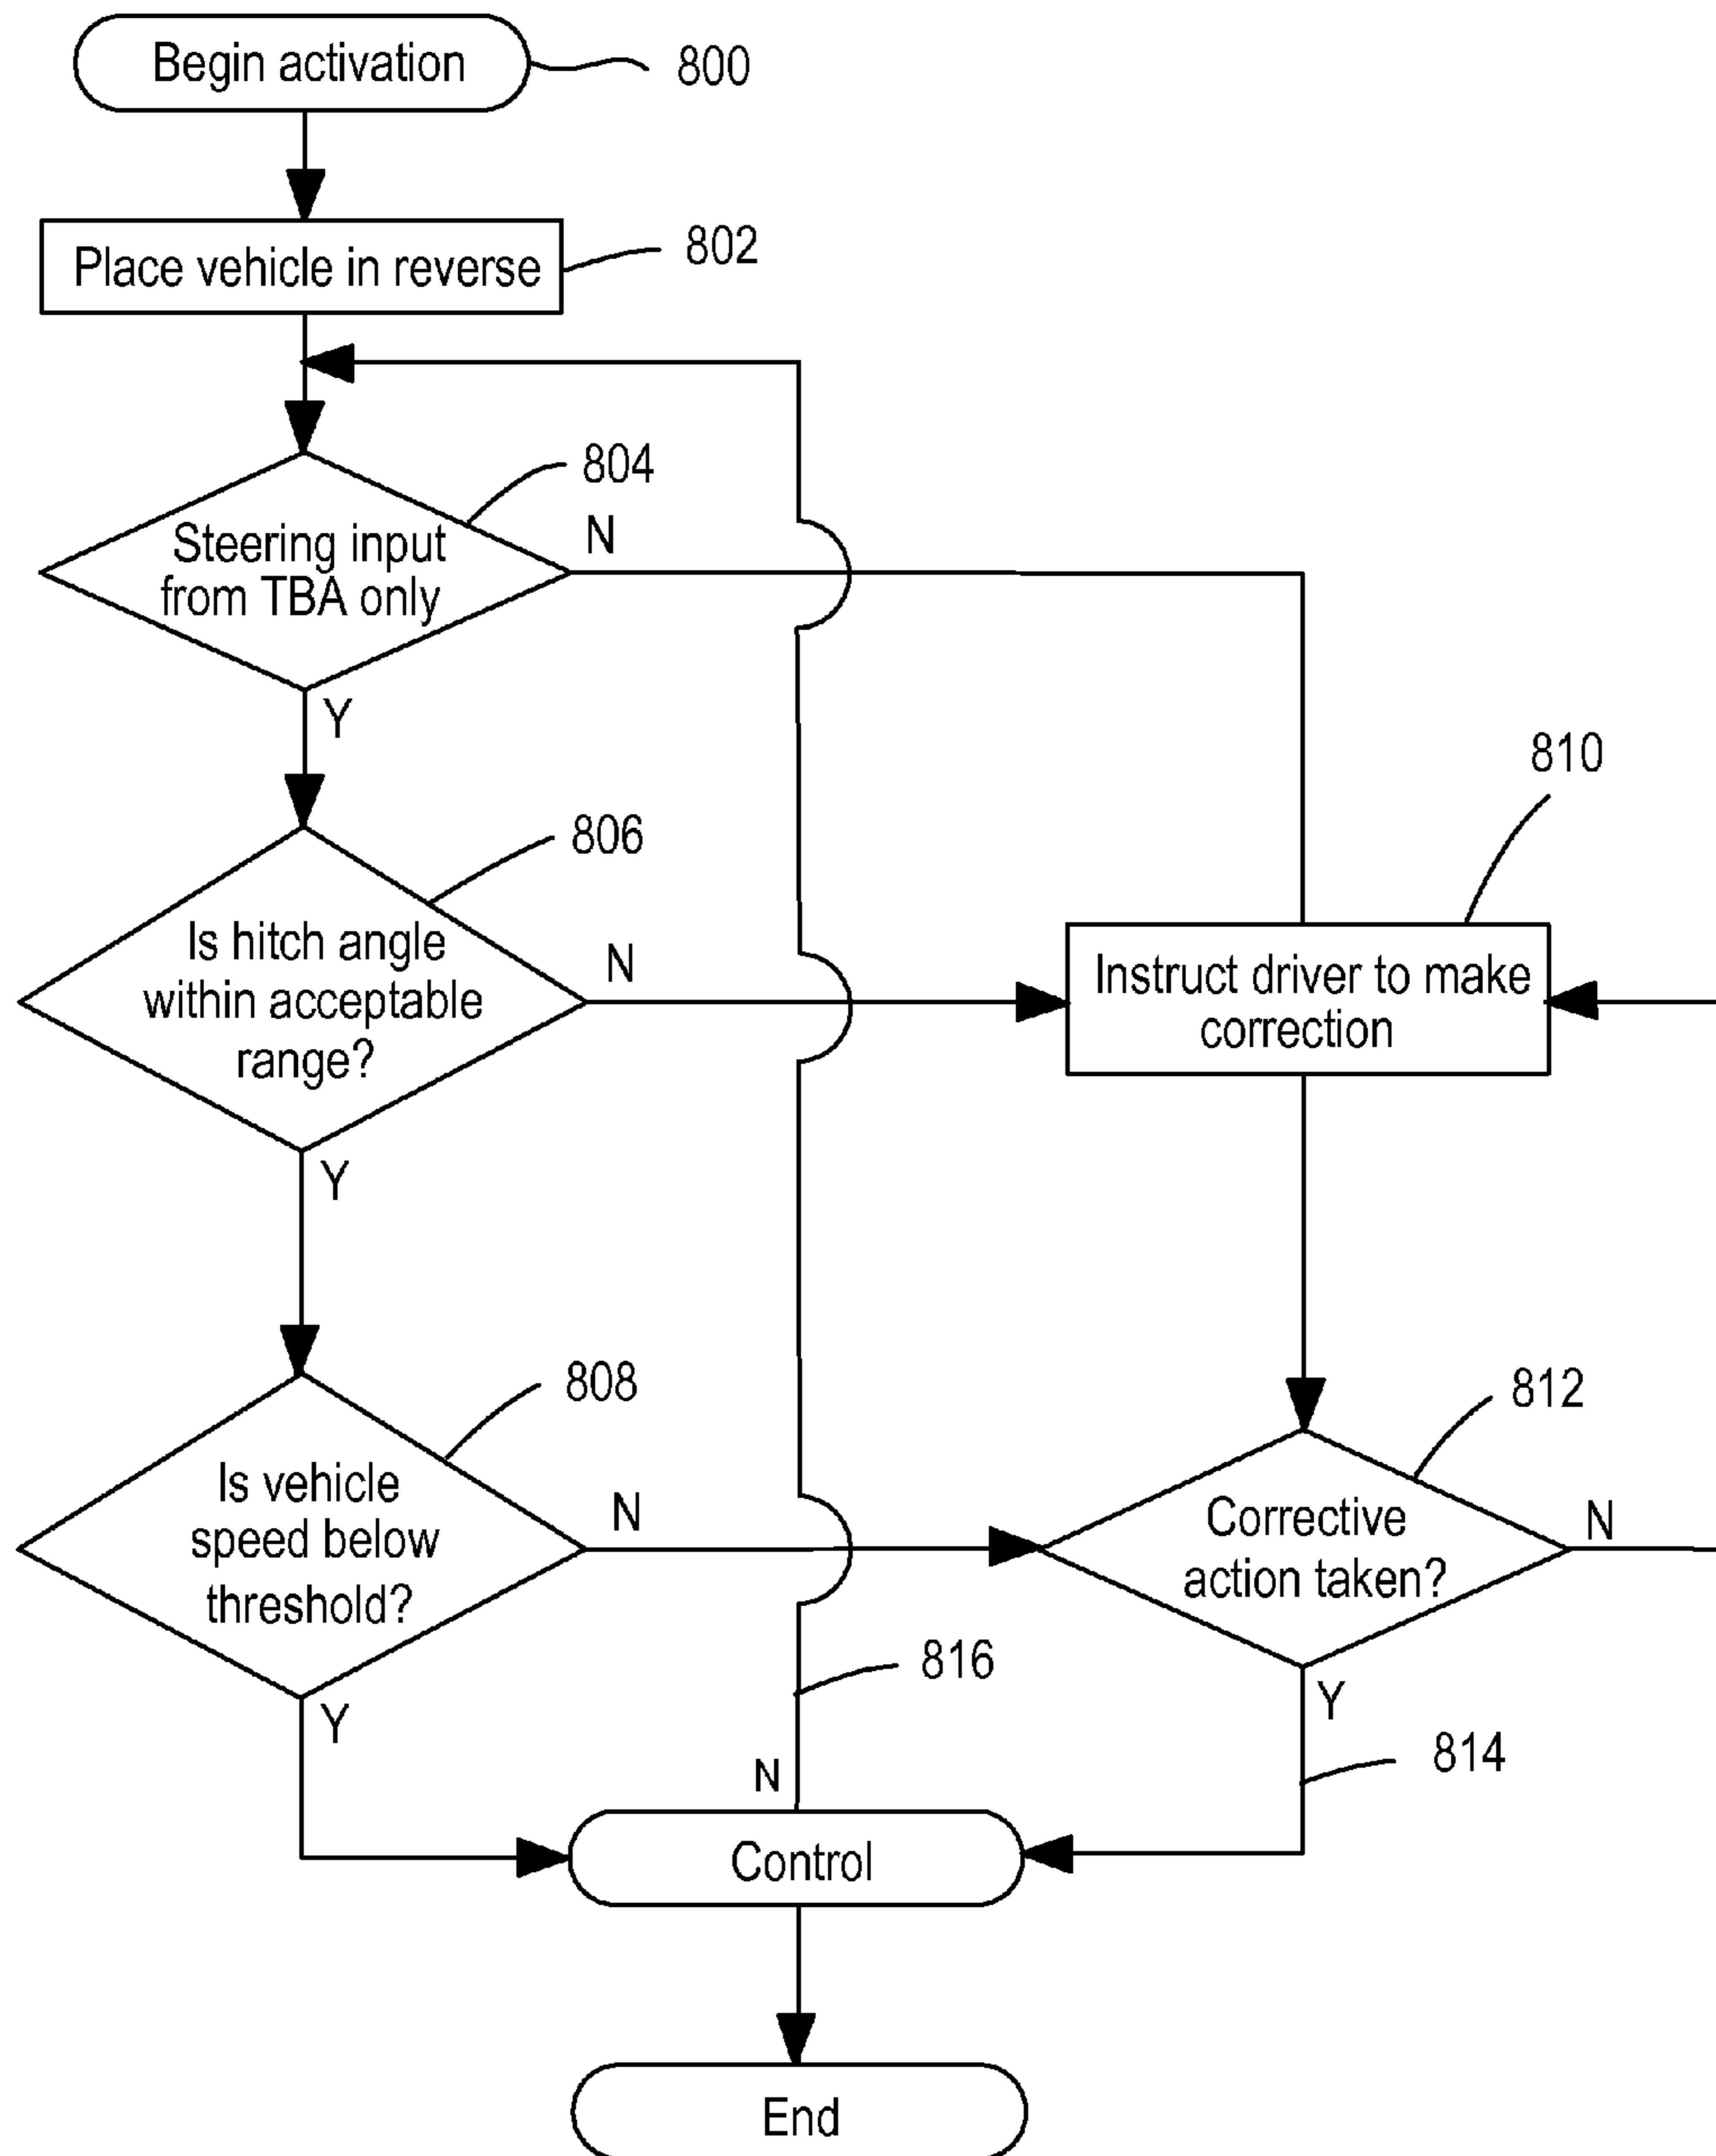 Begin activation
800
Place vehicle in reverse
802
804
Steering input
from TBA only
N
Y
810
806
Is hitch angle
within acceptable
range?
N
Instruct driver to make
correction
Y
808
812
Is vehicle
speed below
threshold?
N
Corrective
action taken?
N
816
Y
Y
814
N
Control
End